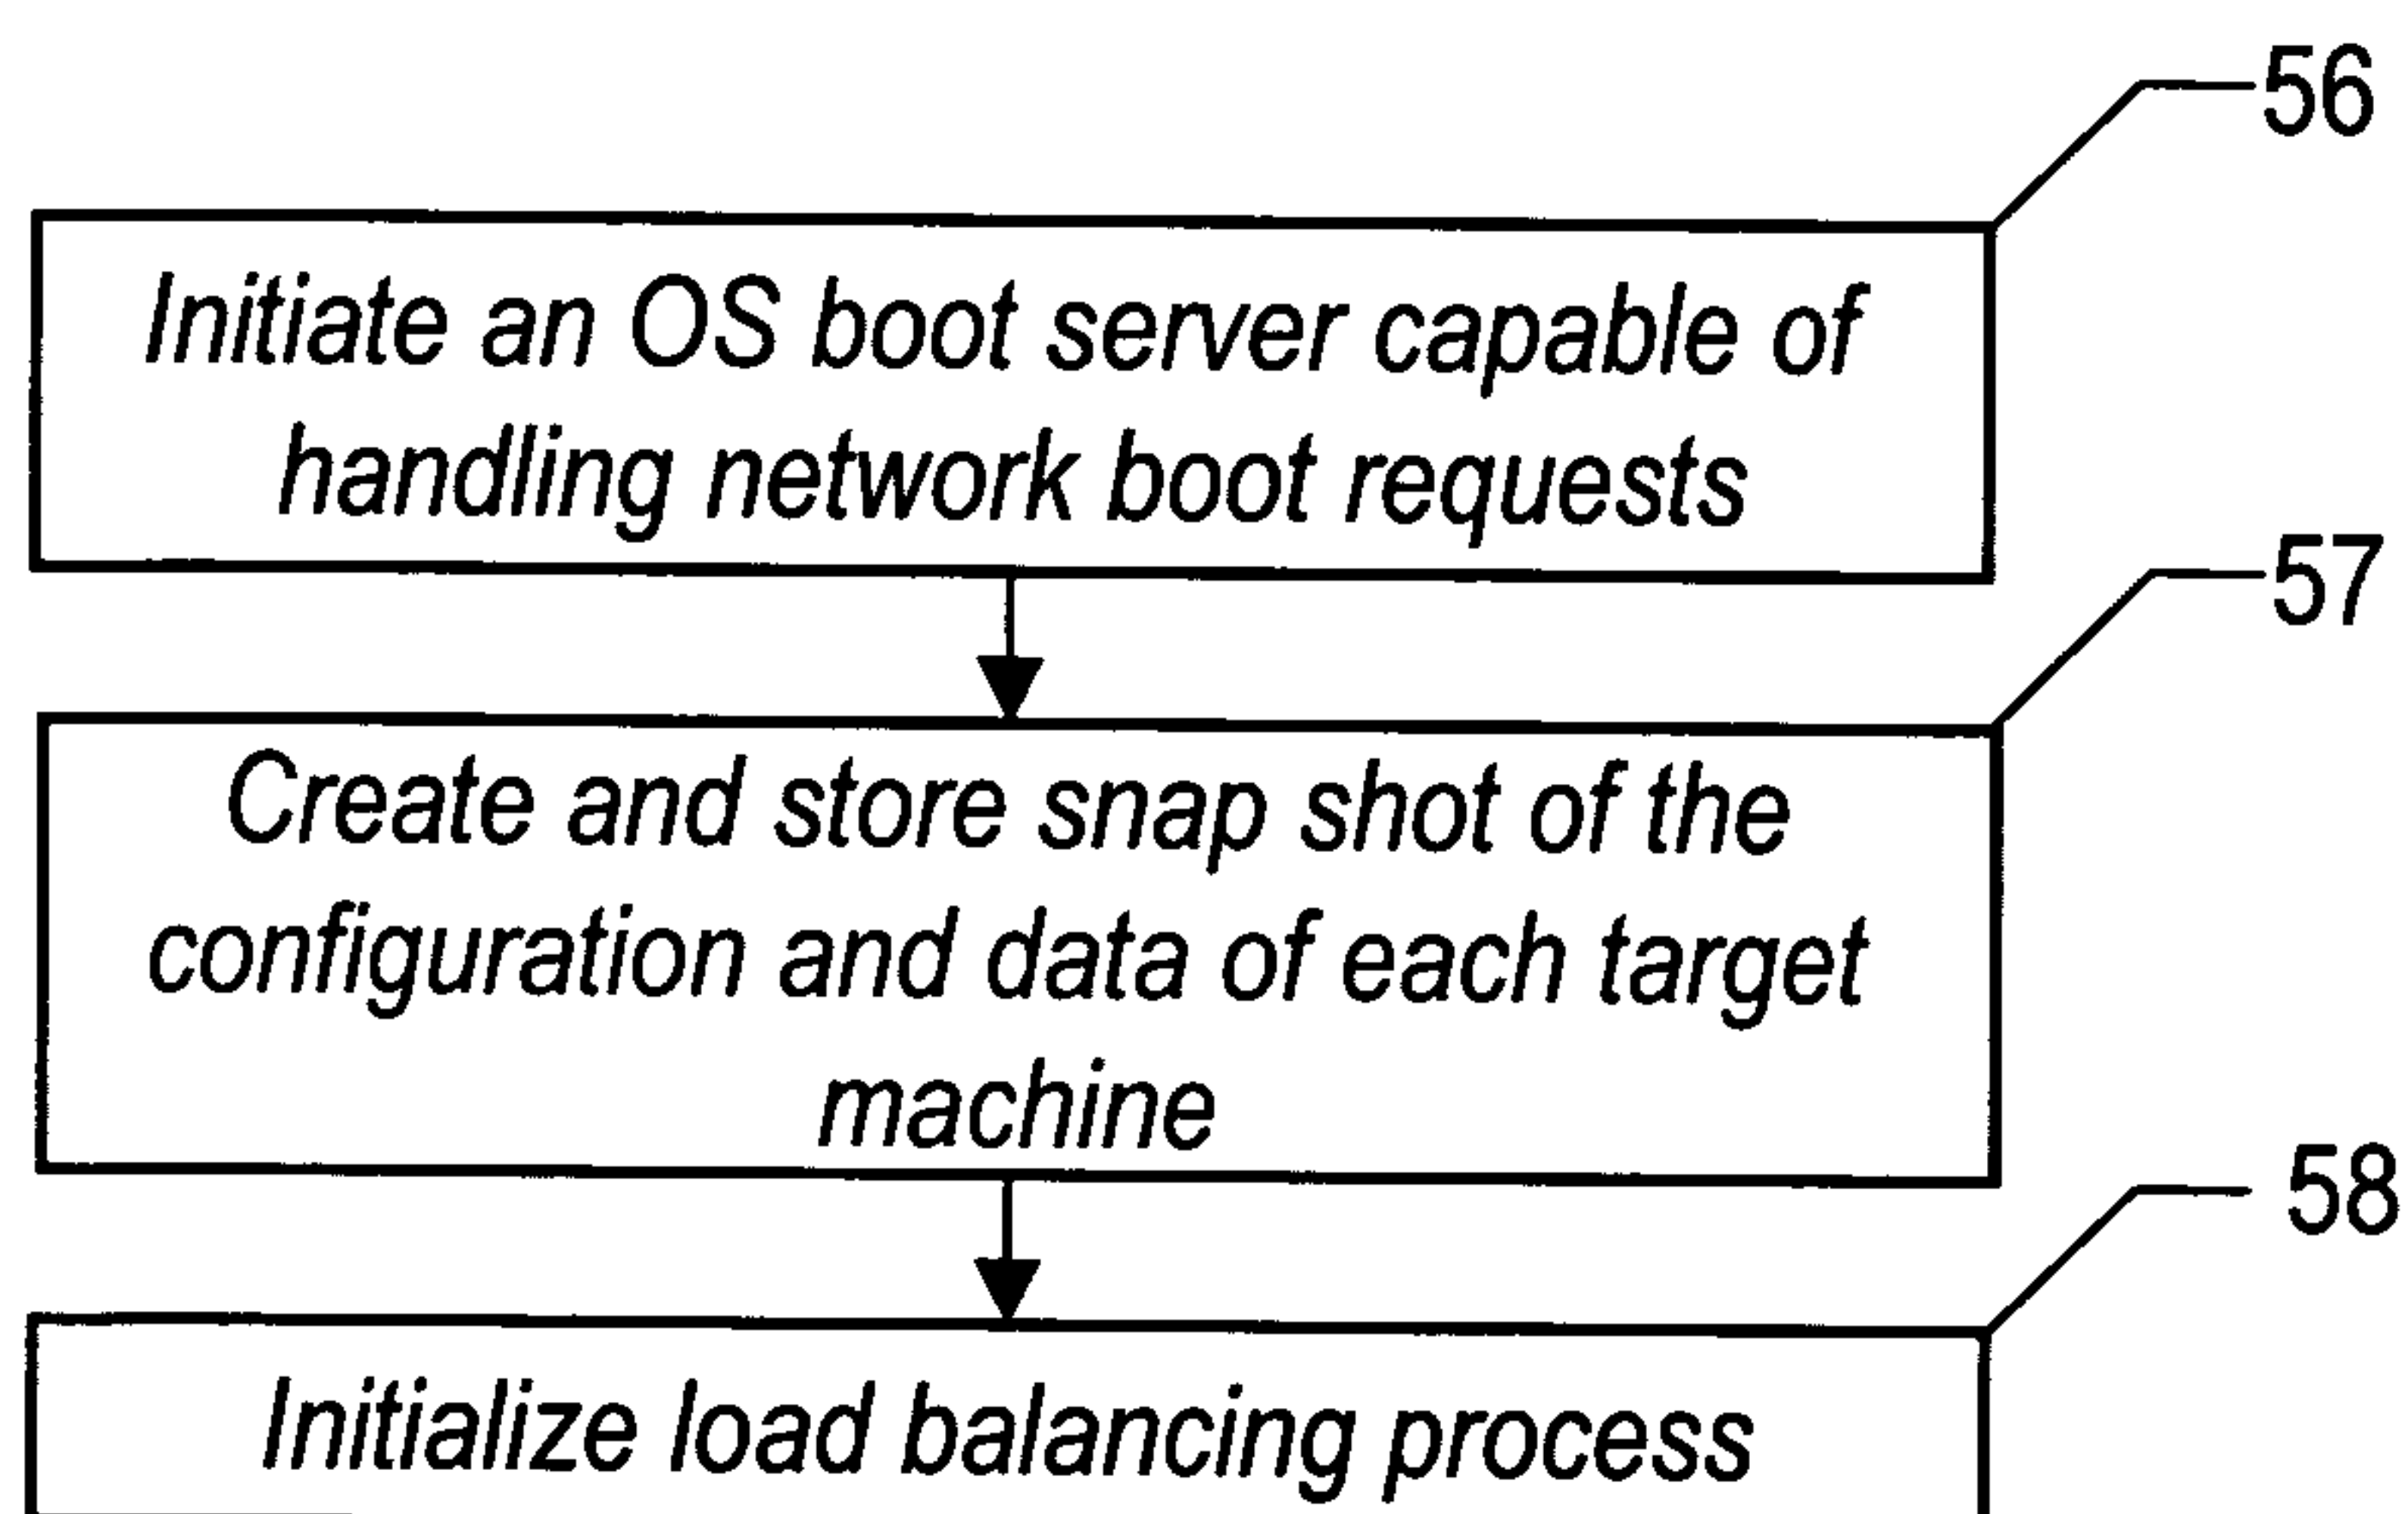 56
Initiate an OS boot server capable of
handling network boot requests
57
Create and store snap shot of the
configuration and data of each target
machine
58
Initialize load balancing process